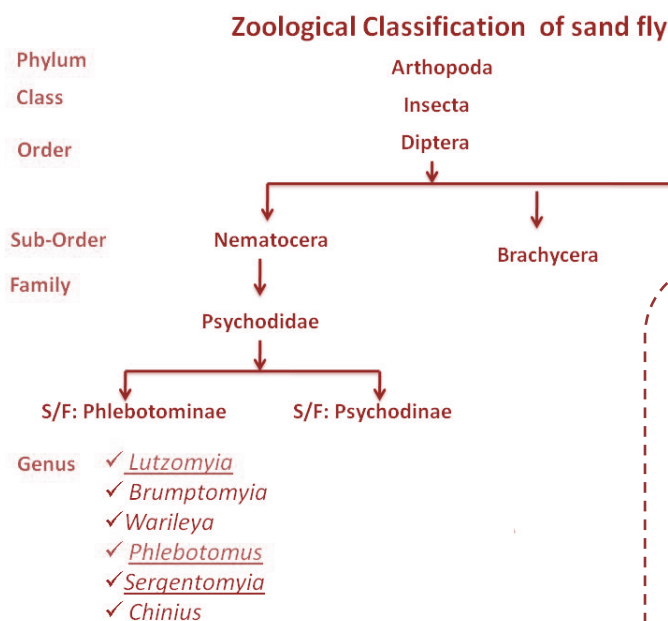 Zoological Classification of sand fly
Phylum
Arthopoda
Class
Insecta
Order
Diptera
Sub-Order
Nematocera
Brachycera
Family
Psychodidae
S/F: Phlebotominae
S/F: Psychodinae
Genus
✓ Lutzomyia
✓ Brumptomyia
✓ Warileya
✓ Phlebotomus
✓ Sergentomyia
✓ Chinius